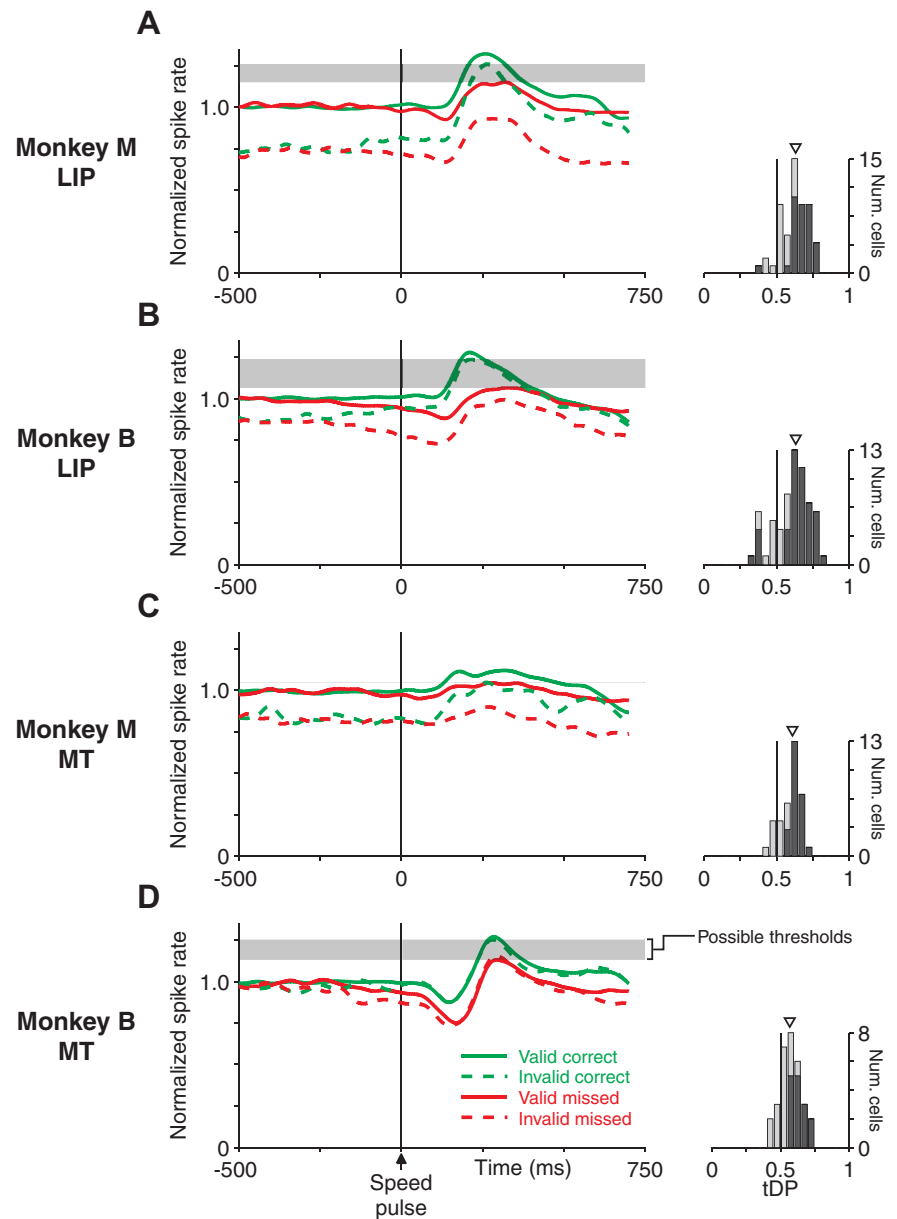 A
Monkey M
LIP
Normalized spike rate
1.0
0
-500
0
750
15
0
Num. cells
0
0.5
1
B
Monkey B
LIP
Normalized spike rate
1.0
0
-500
0
750
13
0
Num. cells
0
0.5
1
C
Monkey M
MT
Normalized spike rate
1.0
0
-500
0
750
13
0
Num. cells
0
0.5
1
D
Monkey B
MT
Normalized spike rate
1.0
0
Possible thresholds
Valid correct
Invalid correct
Valid missed
Invalid missed
-500
0
750
Time (ms)
Speed
pulse
8
0
Num. cells
0
0.5
1
tDP